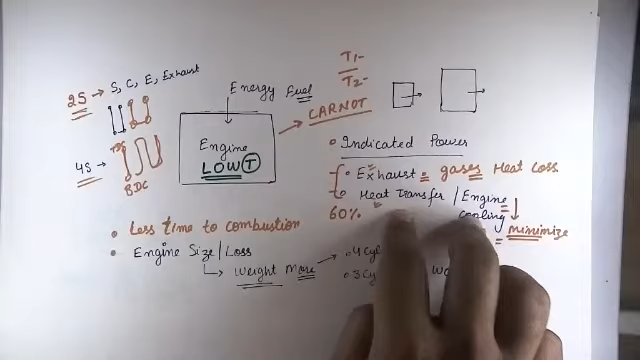 2S → S, C, E, Exhaust
4S →
TDC
BDC
Energy Fuel
Engine
LOW T
T1-
T2-
CARNOT
• Indicated Power
• Exhaust = gases Heat Loss
• Heat Transfer / Engine
cooling
60%
= minimize
• Less time to combustion
• Engine Size / Loss
↳ Weight More → • 4 Cyl
• 3 Cy